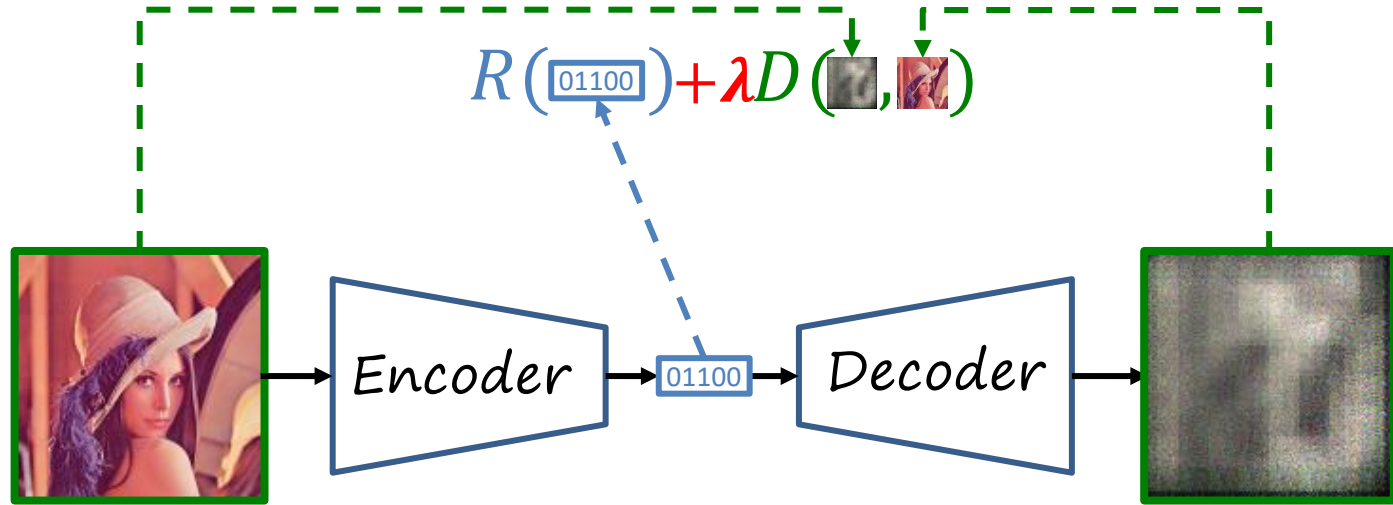 R(01100)+λD( , )
Encoder 01100 Decoder